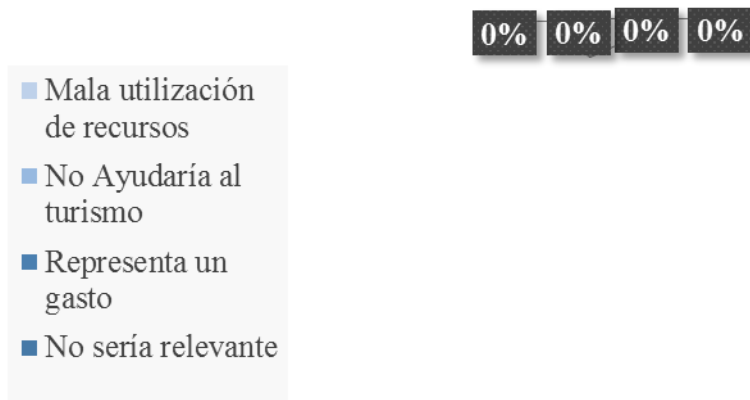 0% 0% 0% 0%
Mala utilización
de recursos
No Ayudaría al
turismo
Representa un
gasto
No sería relevante